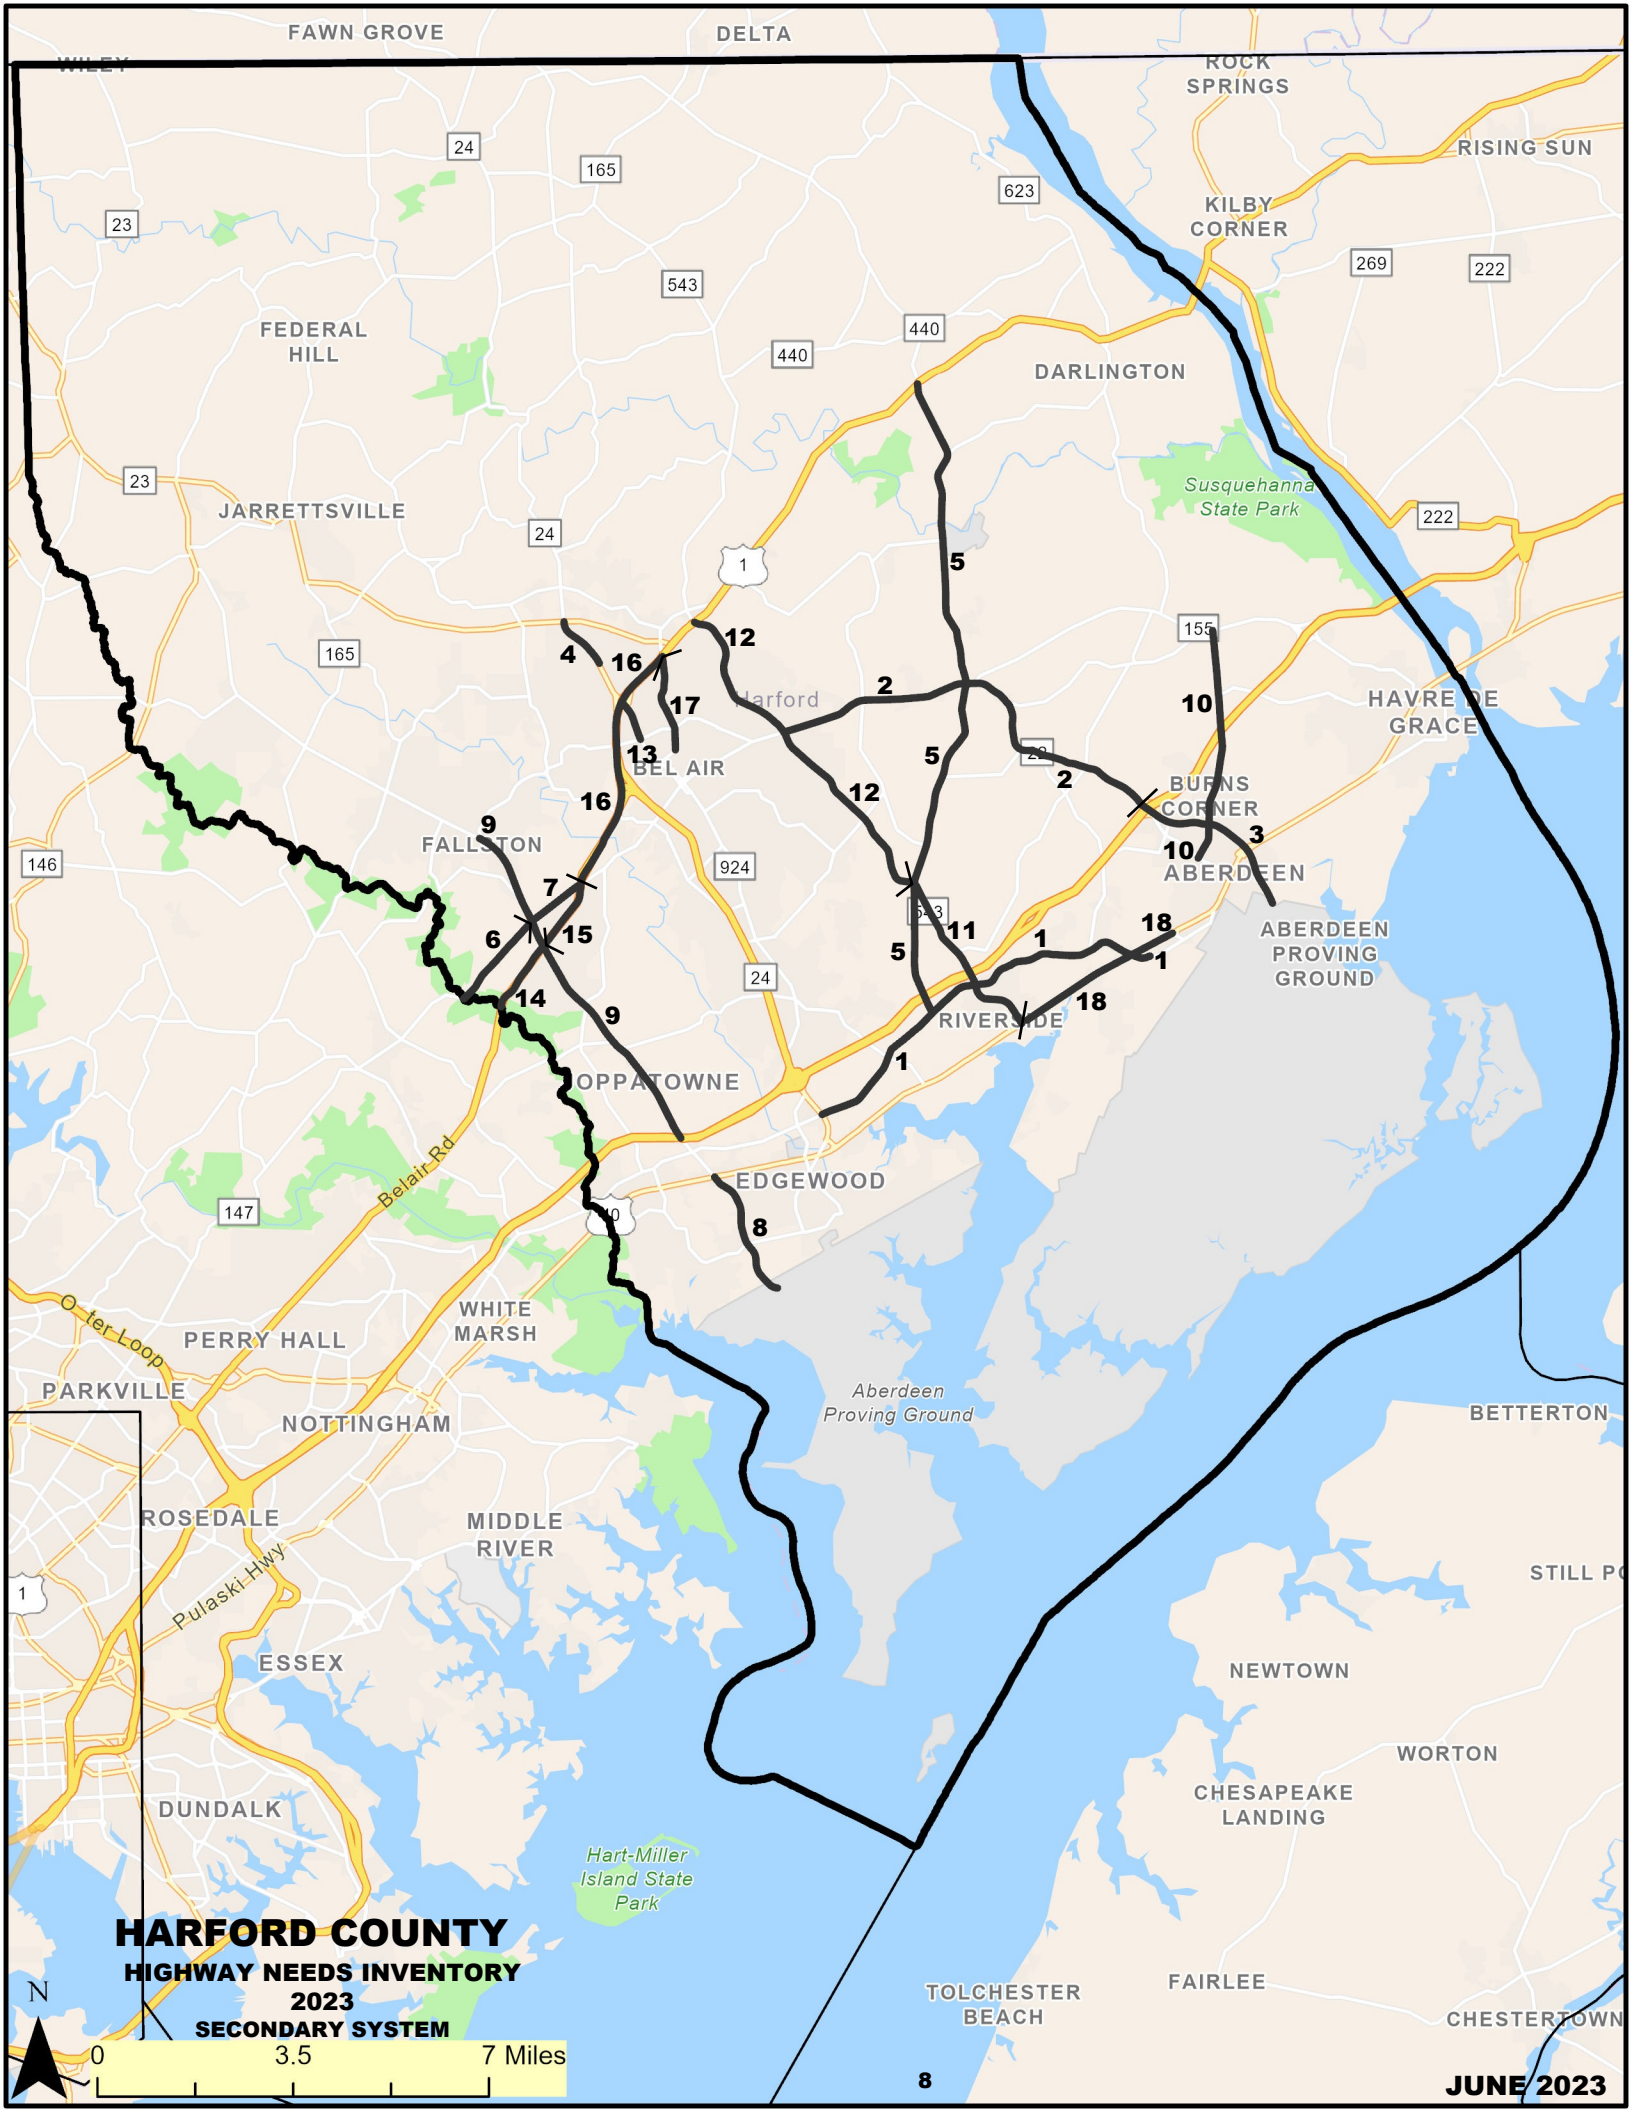 FAWN GROVE
DELTA
WILEY
ROCK
SPRINGS
24
165
RISING SUN
623
23
KILBY
CORNER
269
222
543
FEDERAL
HILL
440
440
DARLINGTON
23
JARRETTSVILLE
Susquehanna
State Park
222
24
1
5
155
12
165
4
16
2
Harford
17
10
HAVRE DE
GRACE
13
BEL AIR
5
22
2
BURNS
CORNER
16
12
9
FALLSTON
3
10
146
924
ABERDEEN
7
543
6
15
11
18
1
5
1
ABERDEEN
PROVING
GROUND
24
14
18
9
RIVERSIDE
1
OPPATOWNE
Belair Rd
EDGEWOOD
147
40
8
O ter Loop
WHITE
MARSH
PERRY HALL
PARKVILLE
Aberdeen
Proving Ground
BETTERTON
NOTTINGHAM
ROSEDALE
MIDDLE
RIVER
Pulaski Hwy
1
STILL PO
ESSEX
NEWTOWN
WORTON
CHESAPEAKE
LANDING
DUNDALK
Hart-Miller
Island State
Park
HARFORD COUNTY
HIGHWAY NEEDS INVENTORY
2023
SECONDARY SYSTEM
N
0 3.5 7 Miles
FAIRLEE
TOLCHESTER
BEACH
CHESTERTOWN
8
JUNE 2023